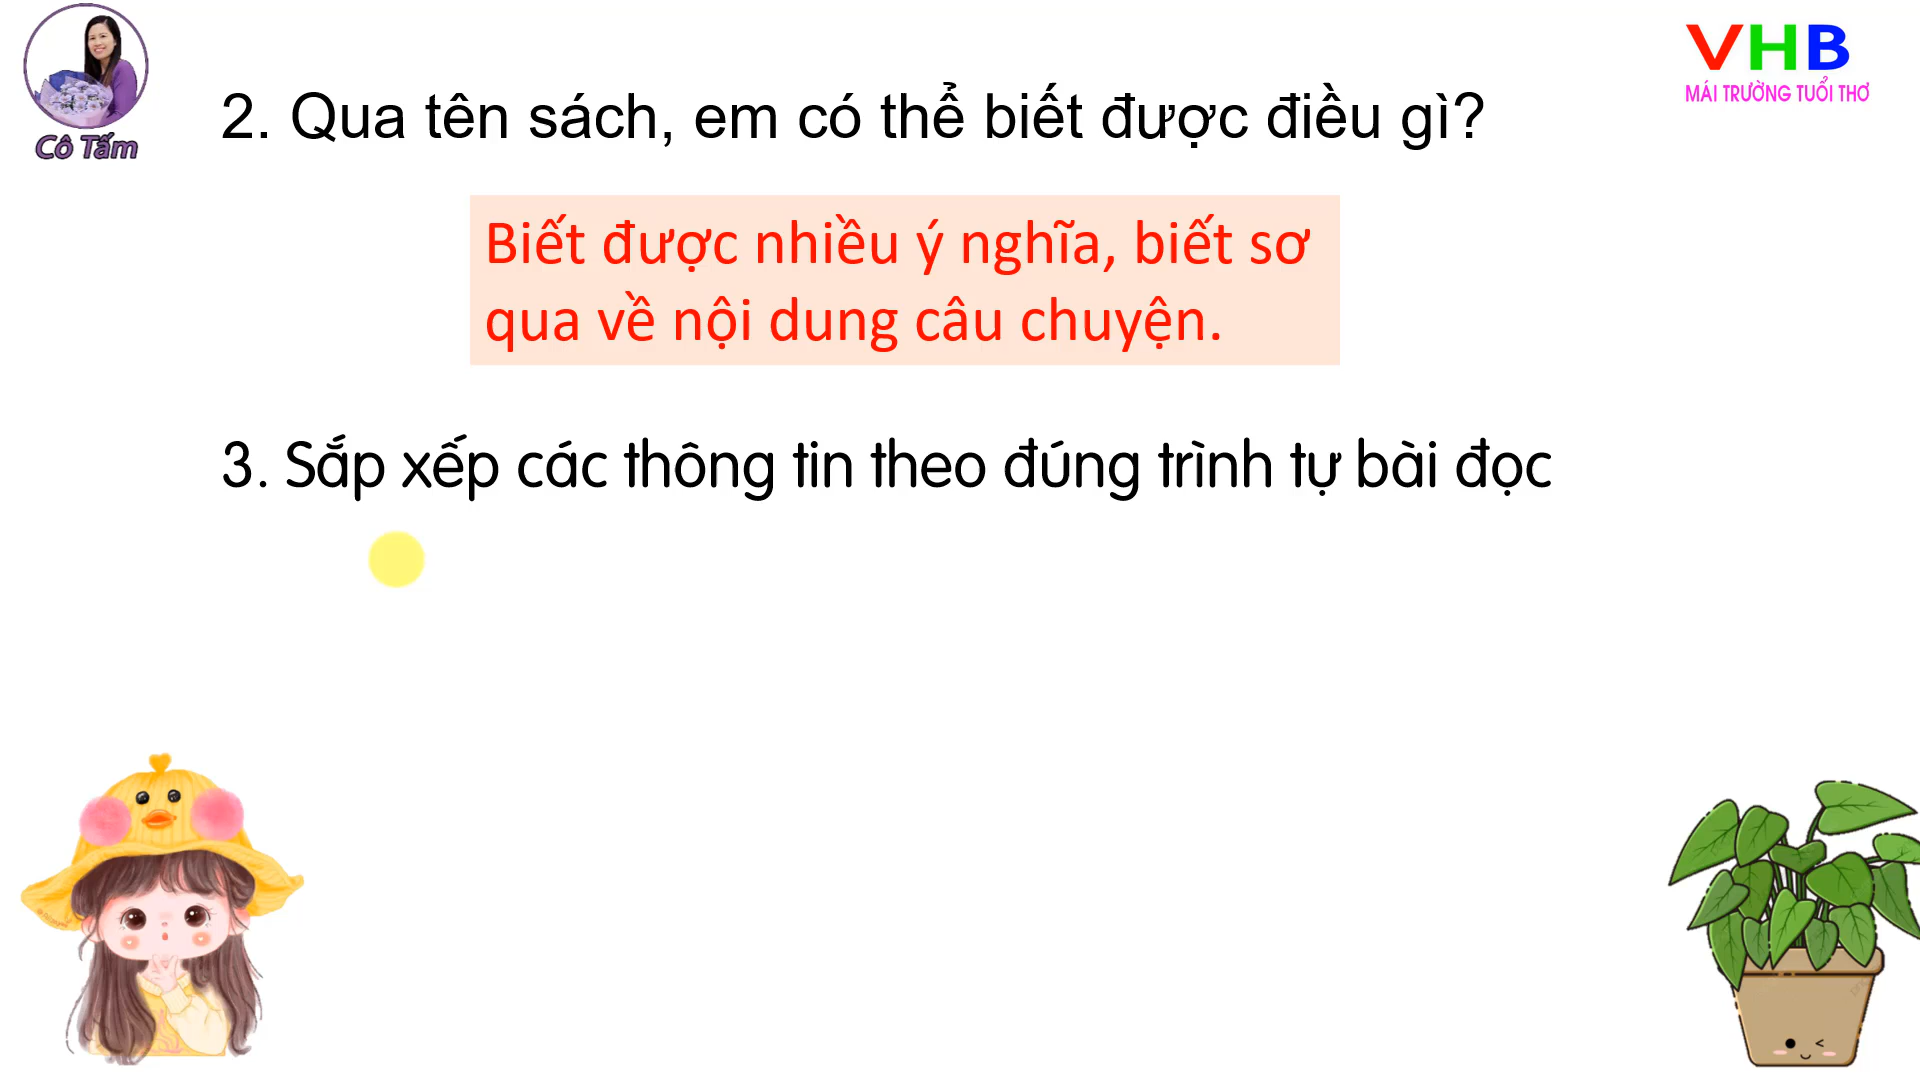 Cô Tấm
VHB
MÁI TRƯỜNG TUỔI THƠ
2. Qua tên sách, em có thể biết được điều gì?
Biết được nhiều ý nghĩa, biết sơ
qua về nội dung câu chuyện.
3. Sắp xếp các thông tin theo đúng trình tự bài đọc